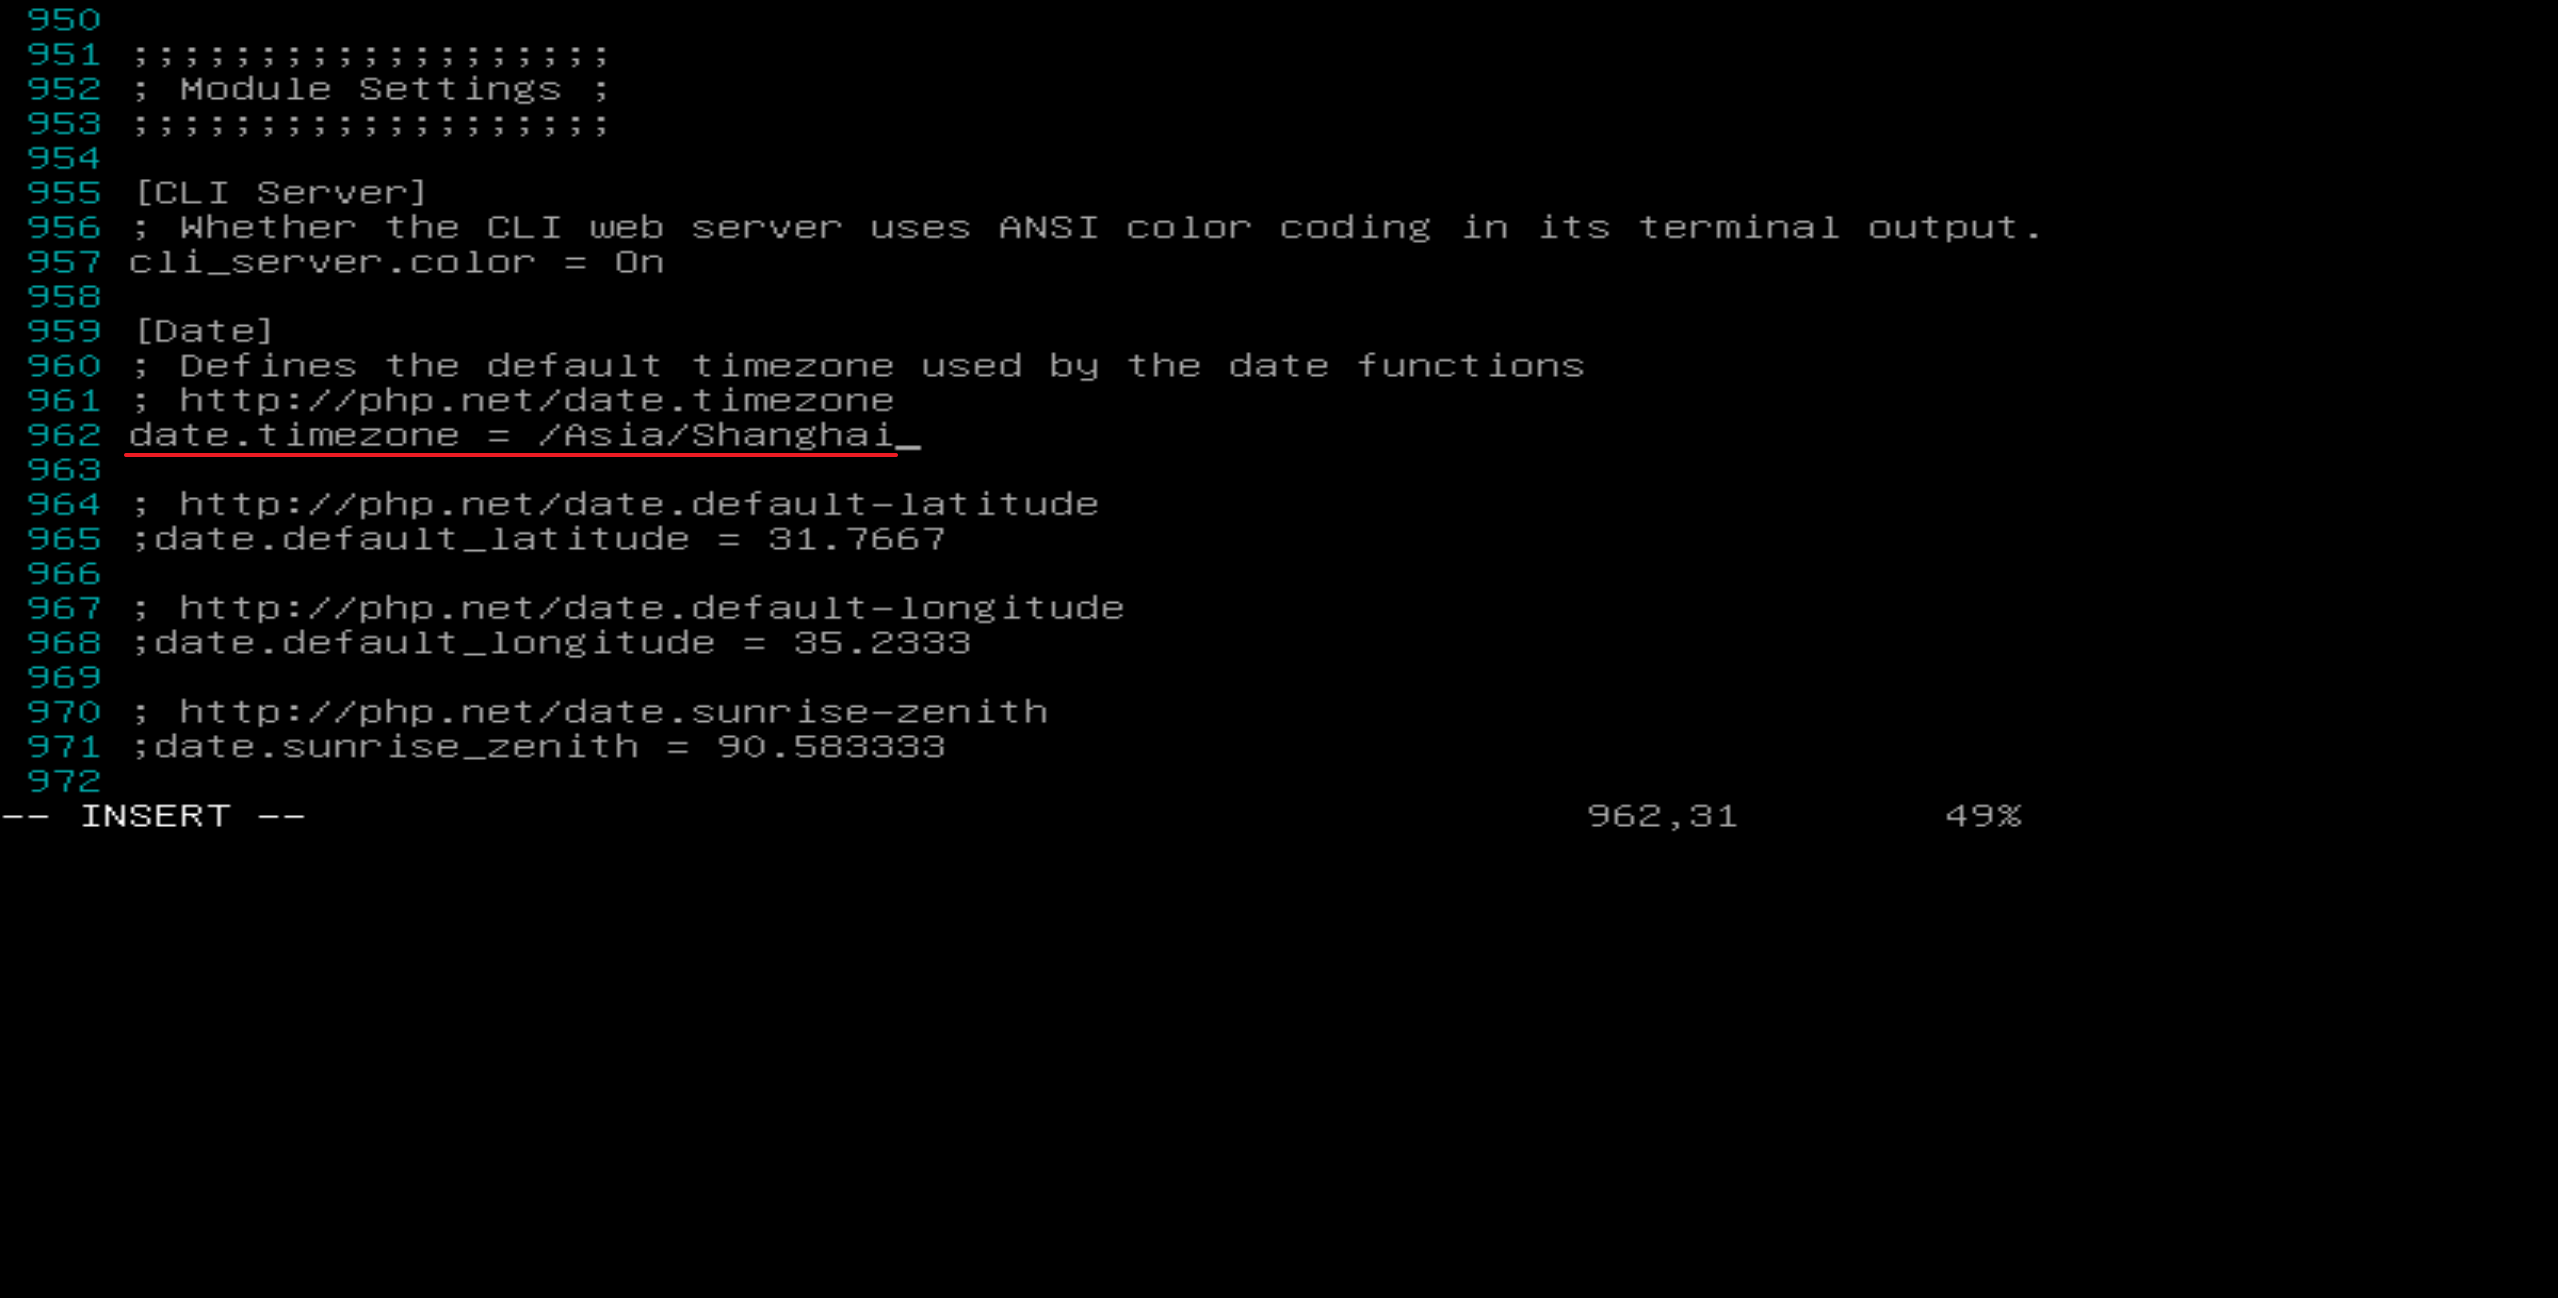 950
951 ;;;;;;;;;;;;;;;;;;;
952 ; Module Settings ;
953 ;;;;;;;;;;;;;;;;;;;
954
955 [CLI Server]
956 ; Whether the CLI web server uses ANSI color coding in its terminal output.
957 cli_server.color = On
958
959 [Date]
960 ; Defines the default timezone used by the date functions
961 ; http://php.net/date.timezone
962 date.timezone = /Asia/Shanghai_
963
964 ; http://php.net/date.default-latitude
965 ;date.default_latitude = 31.7667
966
967 ; http://php.net/date.default-longitude
968 ;date.default_longitude = 35.2333
969
970 ; http://php.net/date.sunrise-zenith
971 ;date.sunrise_zenith = 90.583333
972
-- INSERT -- 962,31 49%